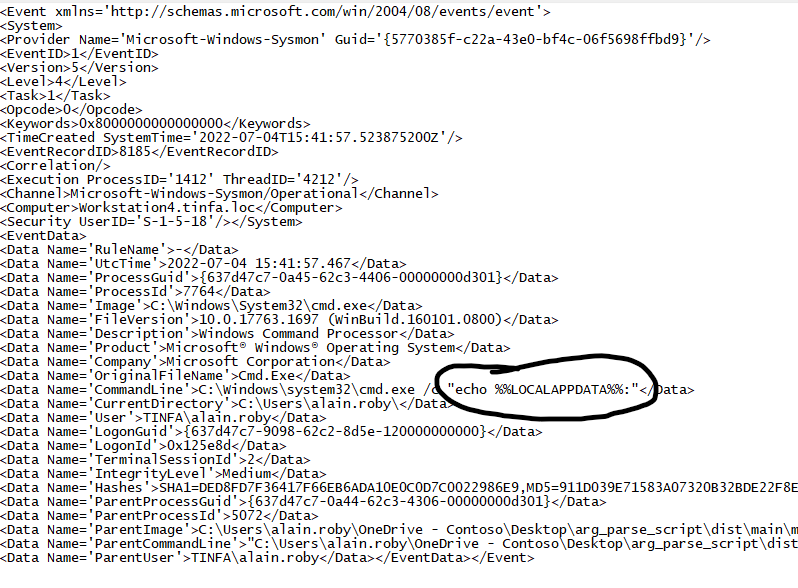 <Event xmlns='http://schemas.microsoft.com/win/2004/08/events/event'>
<System>
<Provider Name='Microsoft-Windows-Sysmon' Guid='{5770385f-c22a-43e0-bf4c-06f5698ffbd9}'/>
<EventID>1</EventID>
<Version>5</Version>
<Level>4</Level>
<Task>1</Task>
<Opcode>0</Opcode>
<Keywords>0x8000000000000000</Keywords>
<TimeCreated SystemTime='2022-07-04T15:41:57.523875200Z'/>
<EventRecordID>8185</EventRecordID>
<Correlation/>
<Execution ProcessID='1412' ThreadID='4212'/>
<Channel>Microsoft-Windows-Sysmon/Operational</Channel>
<Computer>Workstation4.tinfa.loc</Computer>
<Security UserID='S-1-5-18'/></System>
<EventData>
<Data Name='RuleName'>-</Data>
<Data Name='UtcTime'>2022-07-04 15:41:57.467</Data>
<Data Name='ProcessGuid'>{637d47c7-0a45-62c3-4406-00000000d301}</Data>
<Data Name='ProcessId'>7764</Data>
<Data Name='Image'>C:\Windows\System32\cmd.exe</Data>
<Data Name='FileVersion'>10.0.17763.1697 (WinBuild.160101.0800)</Data>
<Data Name='Description'>Windows Command Processor</Data>
<Data Name='Product'>Microsoft® Windows® Operating System</Data>
<Data Name='Company'>Microsoft Corporation</Data>
<Data Name='OriginalFileName'>Cmd.Exe</Data>
<Data Name='CommandLine'>C:\Windows\system32\cmd.exe /c "echo %%LOCALAPPDATA%%:"</Data>
<Data Name='CurrentDirectory'>C:\Users\alain.roby\</Data>
<Data Name='User'>TINFA\alain.roby</Data>
<Data Name='LogonGuid'>{637d47c7-9098-62c2-8d5e-120000000000}</Data>
<Data Name='LogonId'>0x125e8d</Data>
<Data Name='TerminalSessionId'>2</Data>
<Data Name='IntegrityLevel'>Medium</Data>
<Data Name='Hashes'>SHA1=DED8FD7F36417F66EB6ADA10E0C0D7C0022986E9,MD5=911D039E71583A07320B32BDE22F8E
<Data Name='ParentProcessGuid'>{637d47c7-0a44-62c3-4306-00000000d301}</Data>
<Data Name='ParentProcessId'>5072</Data>
<Data Name='ParentImage'>C:\Users\alain.roby\OneDrive - Contoso\Desktop\arg_parse_script\dist\main\m
<Data Name='ParentCommandLine'>"C:\Users\alain.roby\OneDrive - Contoso\Desktop\arg_parse_script\dist
<Data Name='ParentUser'>TINFA\alain.roby</Data></EventData></Event>